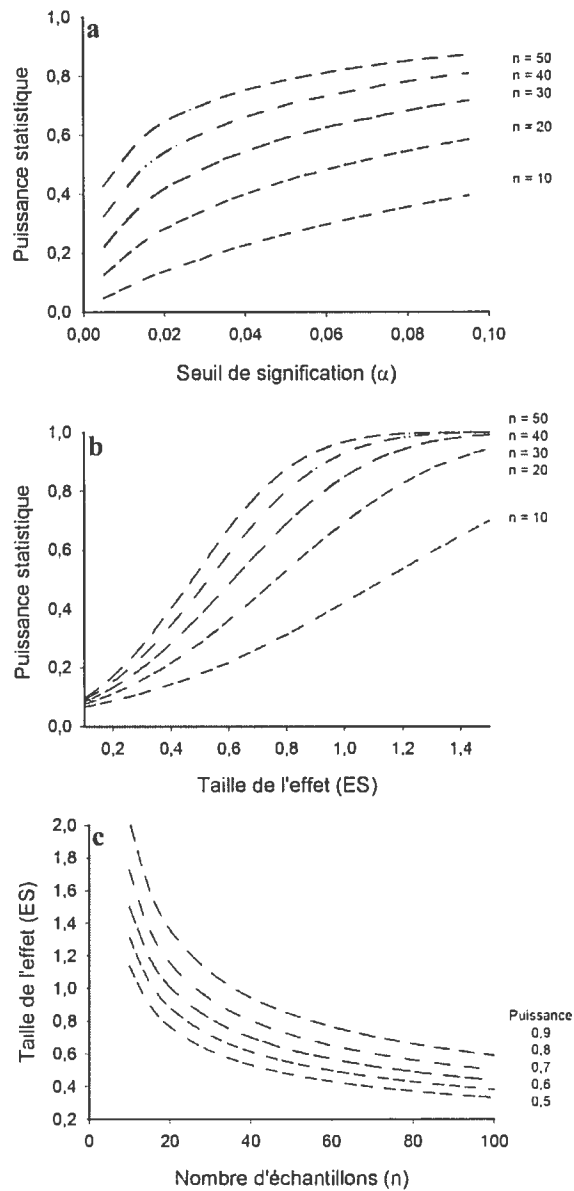 a
1,0
0,8
0,6
0,4
0,2
0,0
Puissance statistique
n = 50
n = 40
n = 30
n = 20
n = 10
0,00 0,02 0,04 0,06 0,08 0,10
Seuil de signification (α)
b
1,0
0,8
0,6
0,4
0,2
0,0
Puissance statistique
n = 50
n = 40
n = 30
n = 20
n = 10
0,2 0,4 0,6 0,8 1,0 1,2 1,4
Taille de l'effet (ES)
c
2,0
1,8
1,6
1,4
1,2
1,0
0,8
0,6
0,4
0,2
Taille de l'effet (ES)
Puissance
0,9
0,8
0,7
0,6
0,5
0 20 40 60 80 100
Nombre d'échantillons (n)